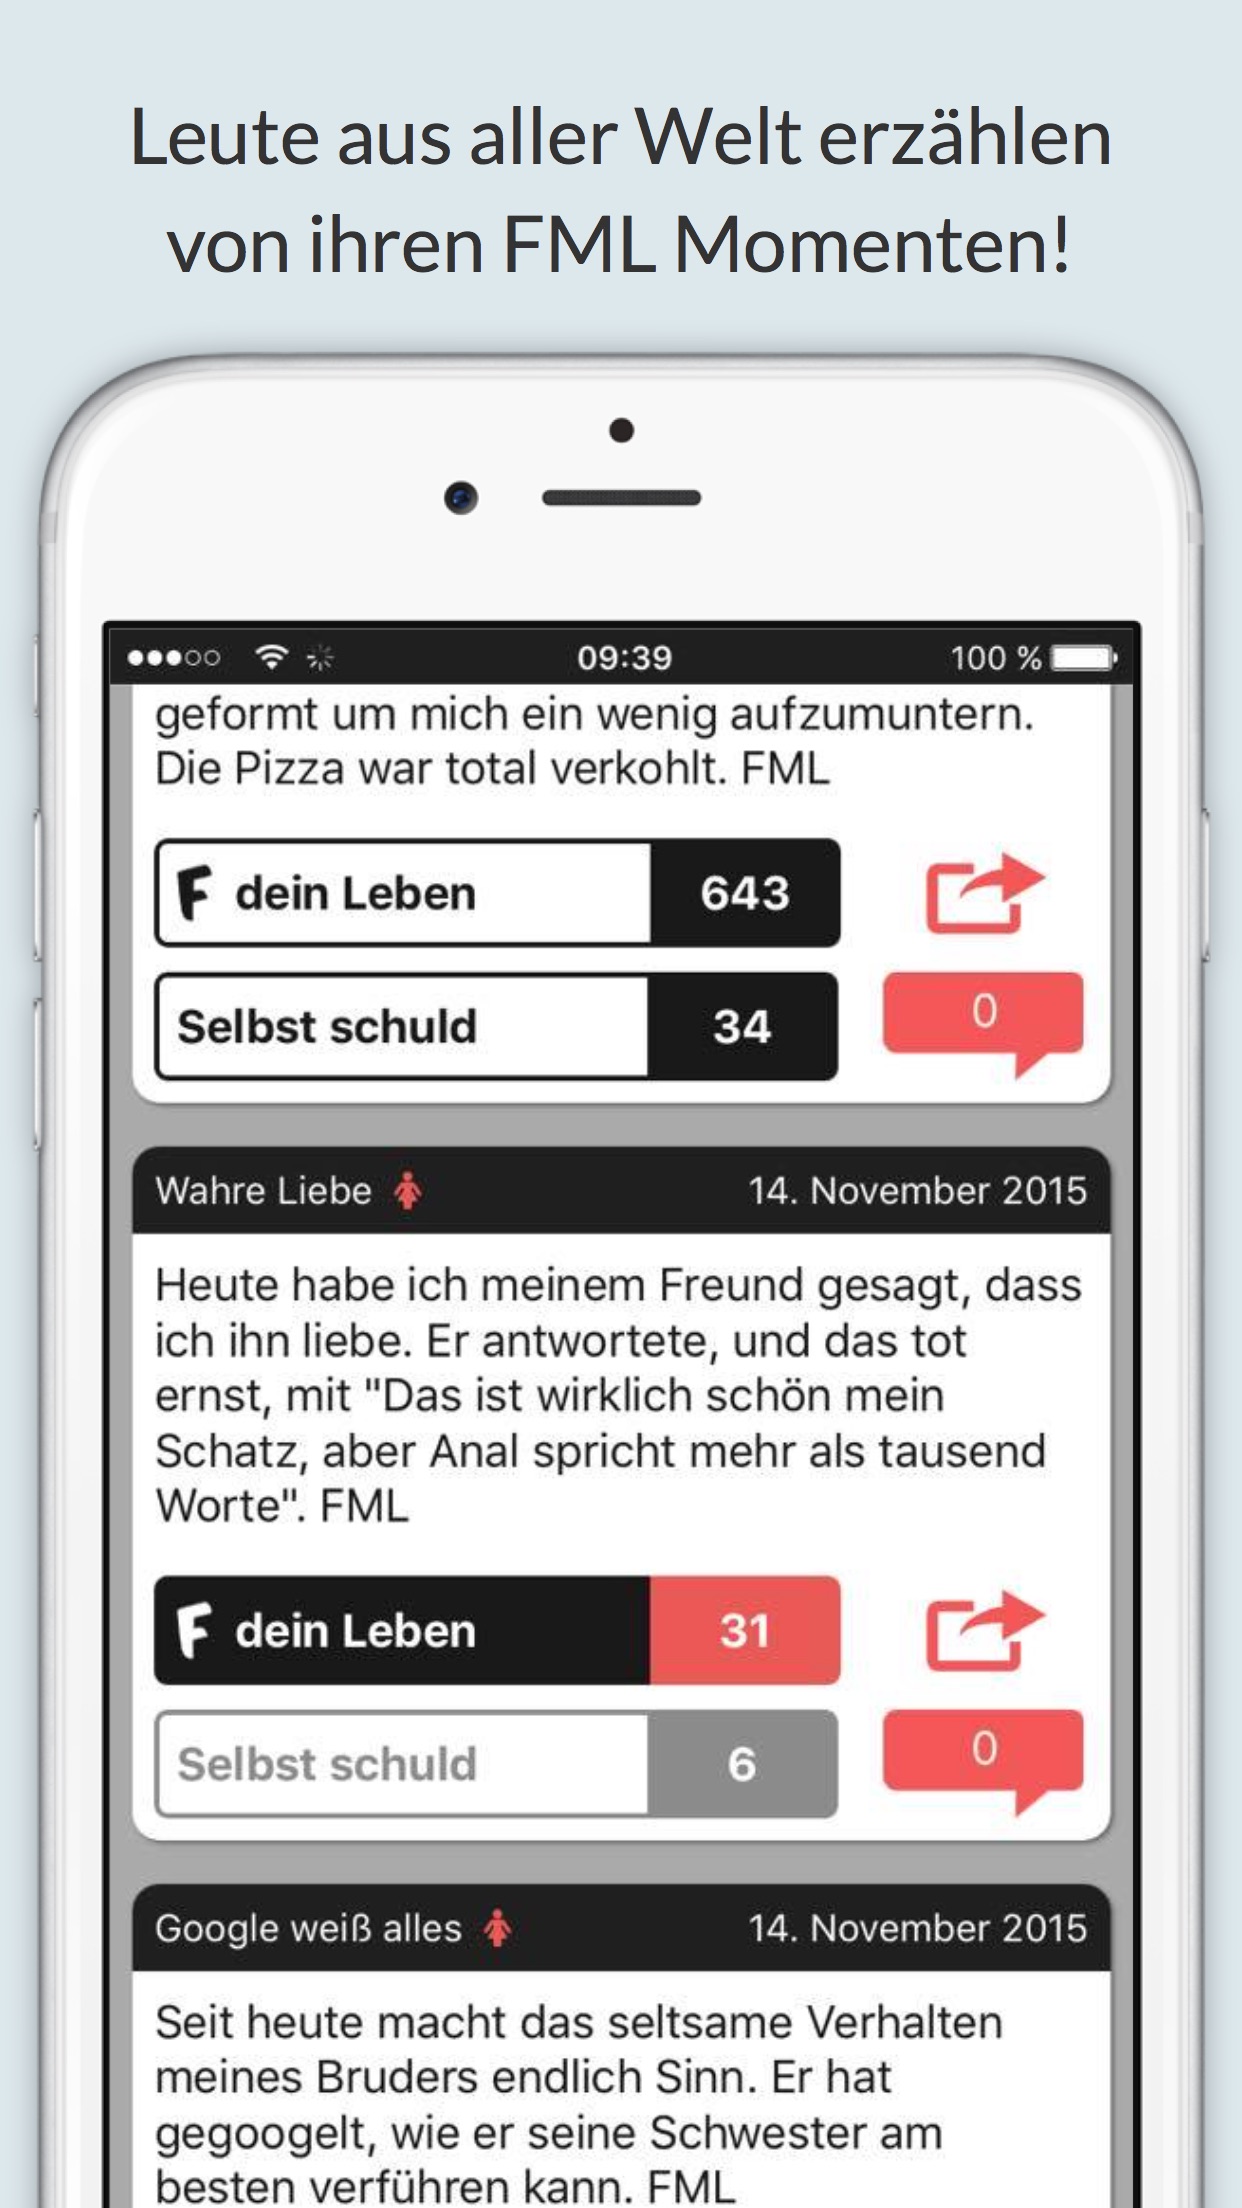 Leute aus aller Welt erzählen
von ihren FML Momenten!
09:39
100 %
geformt um mich ein wenig aufzumuntern.
Die Pizza war total verkohlt. FML
F dein Leben 643
Selbst schuld 34
0
Wahre Liebe 14. November 2015
Heute habe ich meinem Freund gesagt, dass
ich ihn liebe. Er antwortete, und das tot
ernst, mit "Das ist wirklich schön mein
Schatz, aber Anal spricht mehr als tausend
Worte". FML
F dein Leben 31
Selbst schuld 6
0
Google weiß alles 14. November 2015
Seit heute macht das seltsame Verhalten
meines Bruders endlich Sinn. Er hat
gegoogelt, wie er seine Schwester am
besten verführen kann. FML